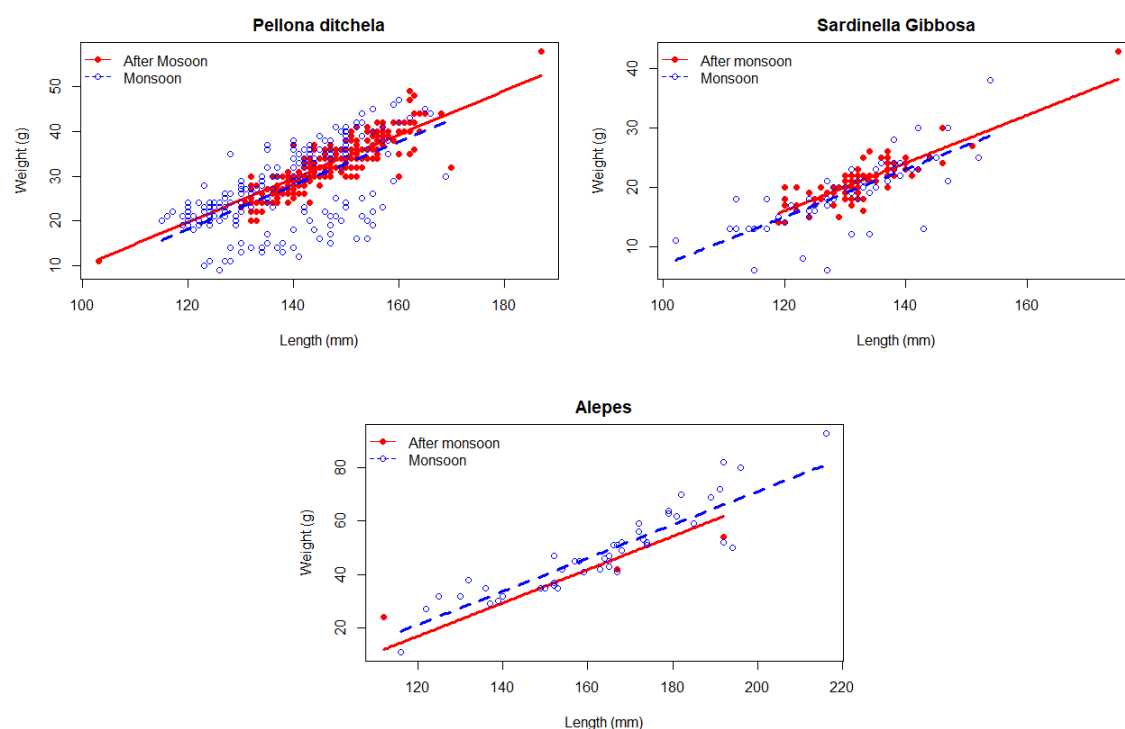 Pellona ditchela
After Mosoon
Monsoon
Weight (g)
50
40
30
20
10
100 120 140 160 180
Length (mm)
Sardinella Gibbosa
After monsoon
Monsoon
Weight (g)
40
30
20
10
100 120 140 160
Length (mm)
Alepes
After monsoon
Monsoon
Weight (g)
80
60
40
20
120 140 160 180 200 220
Length (mm)